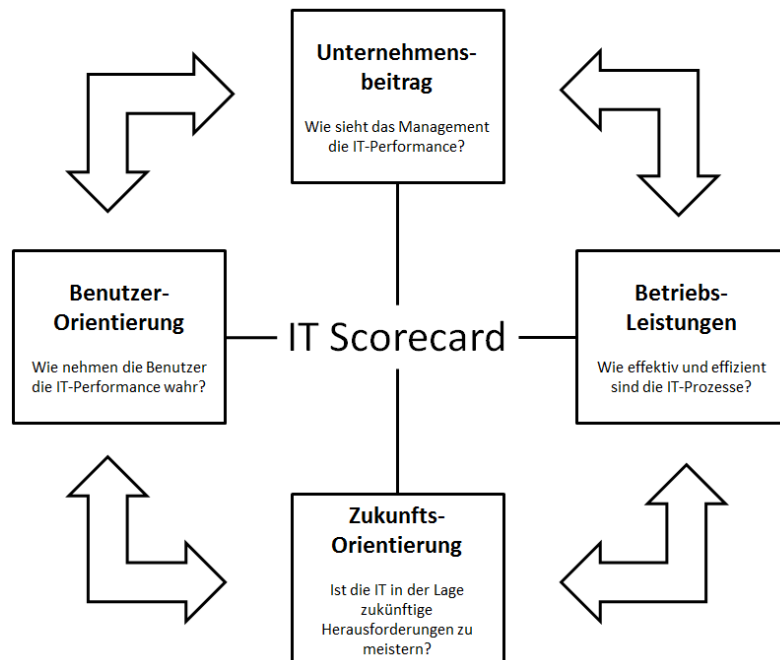 Unternehmens-
beitrag
Wie sieht das Management
die IT-Performance?
Benutzer-
Orientierung
Wie nehmen die Benutzer
die IT-Performance wahr?
IT Scorecard
Betriebs-
Leistungen
Wie effektiv und effizient
sind die IT-Prozesse?
Zukunfts-
Orientierung
Ist die IT in der Lage
zukünftige
Herausforderungen zu
meistern?